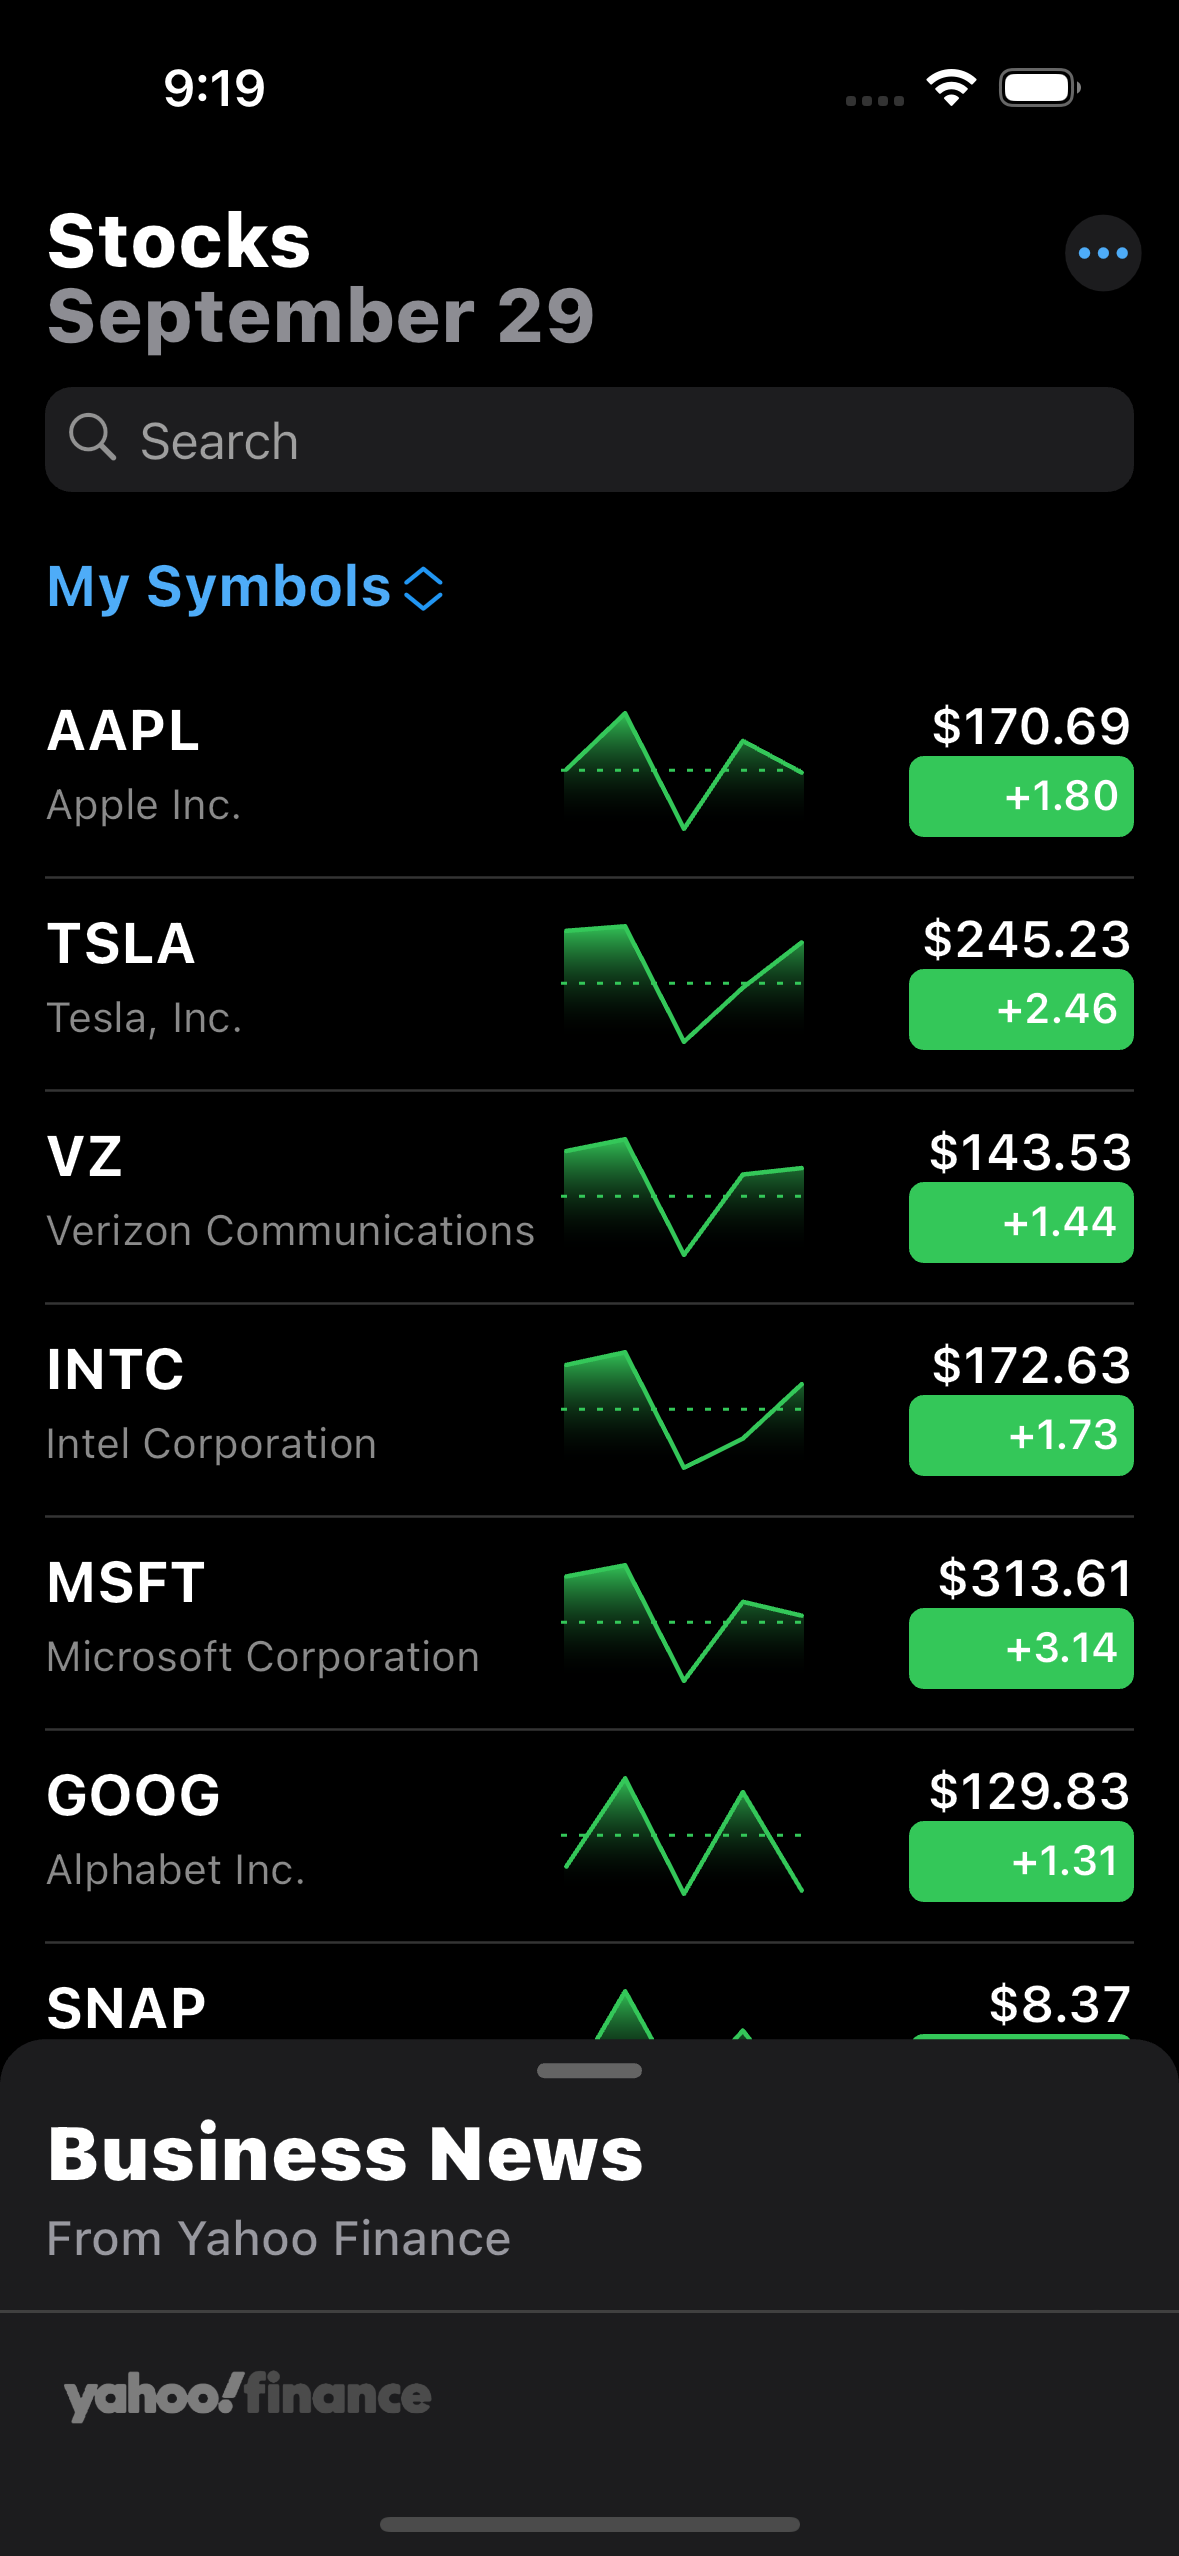 9:19
Stocks
September 29
Search
My Symbols
AAPL
$170.69
Apple Inc.
+1.80
TSLA
$245.23
Tesla, Inc.
+2.46
VZ
$143.53
Verizon Communications
+1.44
INTC
$172.63
Intel Corporation
+1.73
MSFT
$313.61
Microsoft Corporation
+3.14
GOOG
$129.83
Alphabet Inc.
+1.31
SNAP
$8.37
Business News
From Yahoo Finance
yahoo!finance